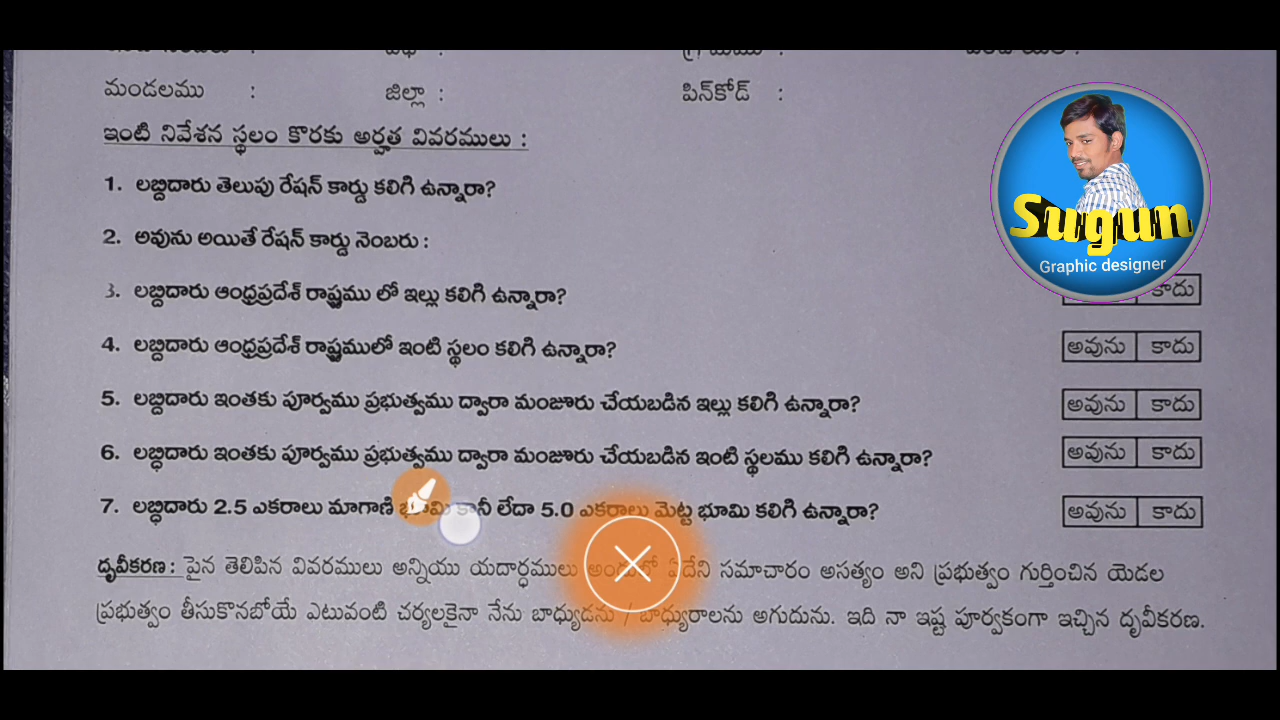 మండలము : జిల్లా : పిన్‌కోడ్ :
ఇంటి నివేశన స్థలం కొరకు అర్హత వివరములు :
1. లబ్ధిదారు తెలుపు రేషన్ కార్డు కలిగి ఉన్నారా?
2. అవును అయితే రేషన్ కార్డు నెంబరు :
3. లబ్ధిదారు ఆంధ్రప్రదేశ్ రాష్ట్రము లో ఇల్లు కలిగి ఉన్నారా? కాదు
4. లబ్ధిదారు ఆంధ్రప్రదేశ్ రాష్ట్రములో ఇంటి స్థలం కలిగి ఉన్నారా? అవును కాదు
5. లబ్ధిదారు ఇంతకు పూర్వము ప్రభుత్వము ద్వారా మంజూరు చేయబడిన ఇల్లు కలిగి ఉన్నారా? అవును కాదు
6. లబ్ధిదారు ఇంతకు పూర్వము ప్రభుత్వము ద్వారా మంజూరు చేయబడిన ఇంటి స్థలము కలిగి ఉన్నారా? అవును కాదు
7. లబ్ధిదారు 2.5 ఎకరాలు మాగాణి భూమి కానీ లేదా 5.0 ఎకరాలు మెట్ట భూమి కలిగి ఉన్నారా? అవును కాదు
దృవీకరణ : పైన తెలిపిన వివరములు అన్నియు యదార్ధములు అందులో ఏదేని సమాచారం అసత్యం అని ప్రభుత్వం గుర్తించిన యెడల
ప్రభుత్వం తీసుకొనబోయే ఎటువంటి చర్యలకైనా నేను బాధ్యుడను / బాధ్యురాలను అగుదును. ఇది నా ఇష్ట పూర్వకంగా ఇచ్చిన దృవీకరణ.
Sugun
Graphic designer